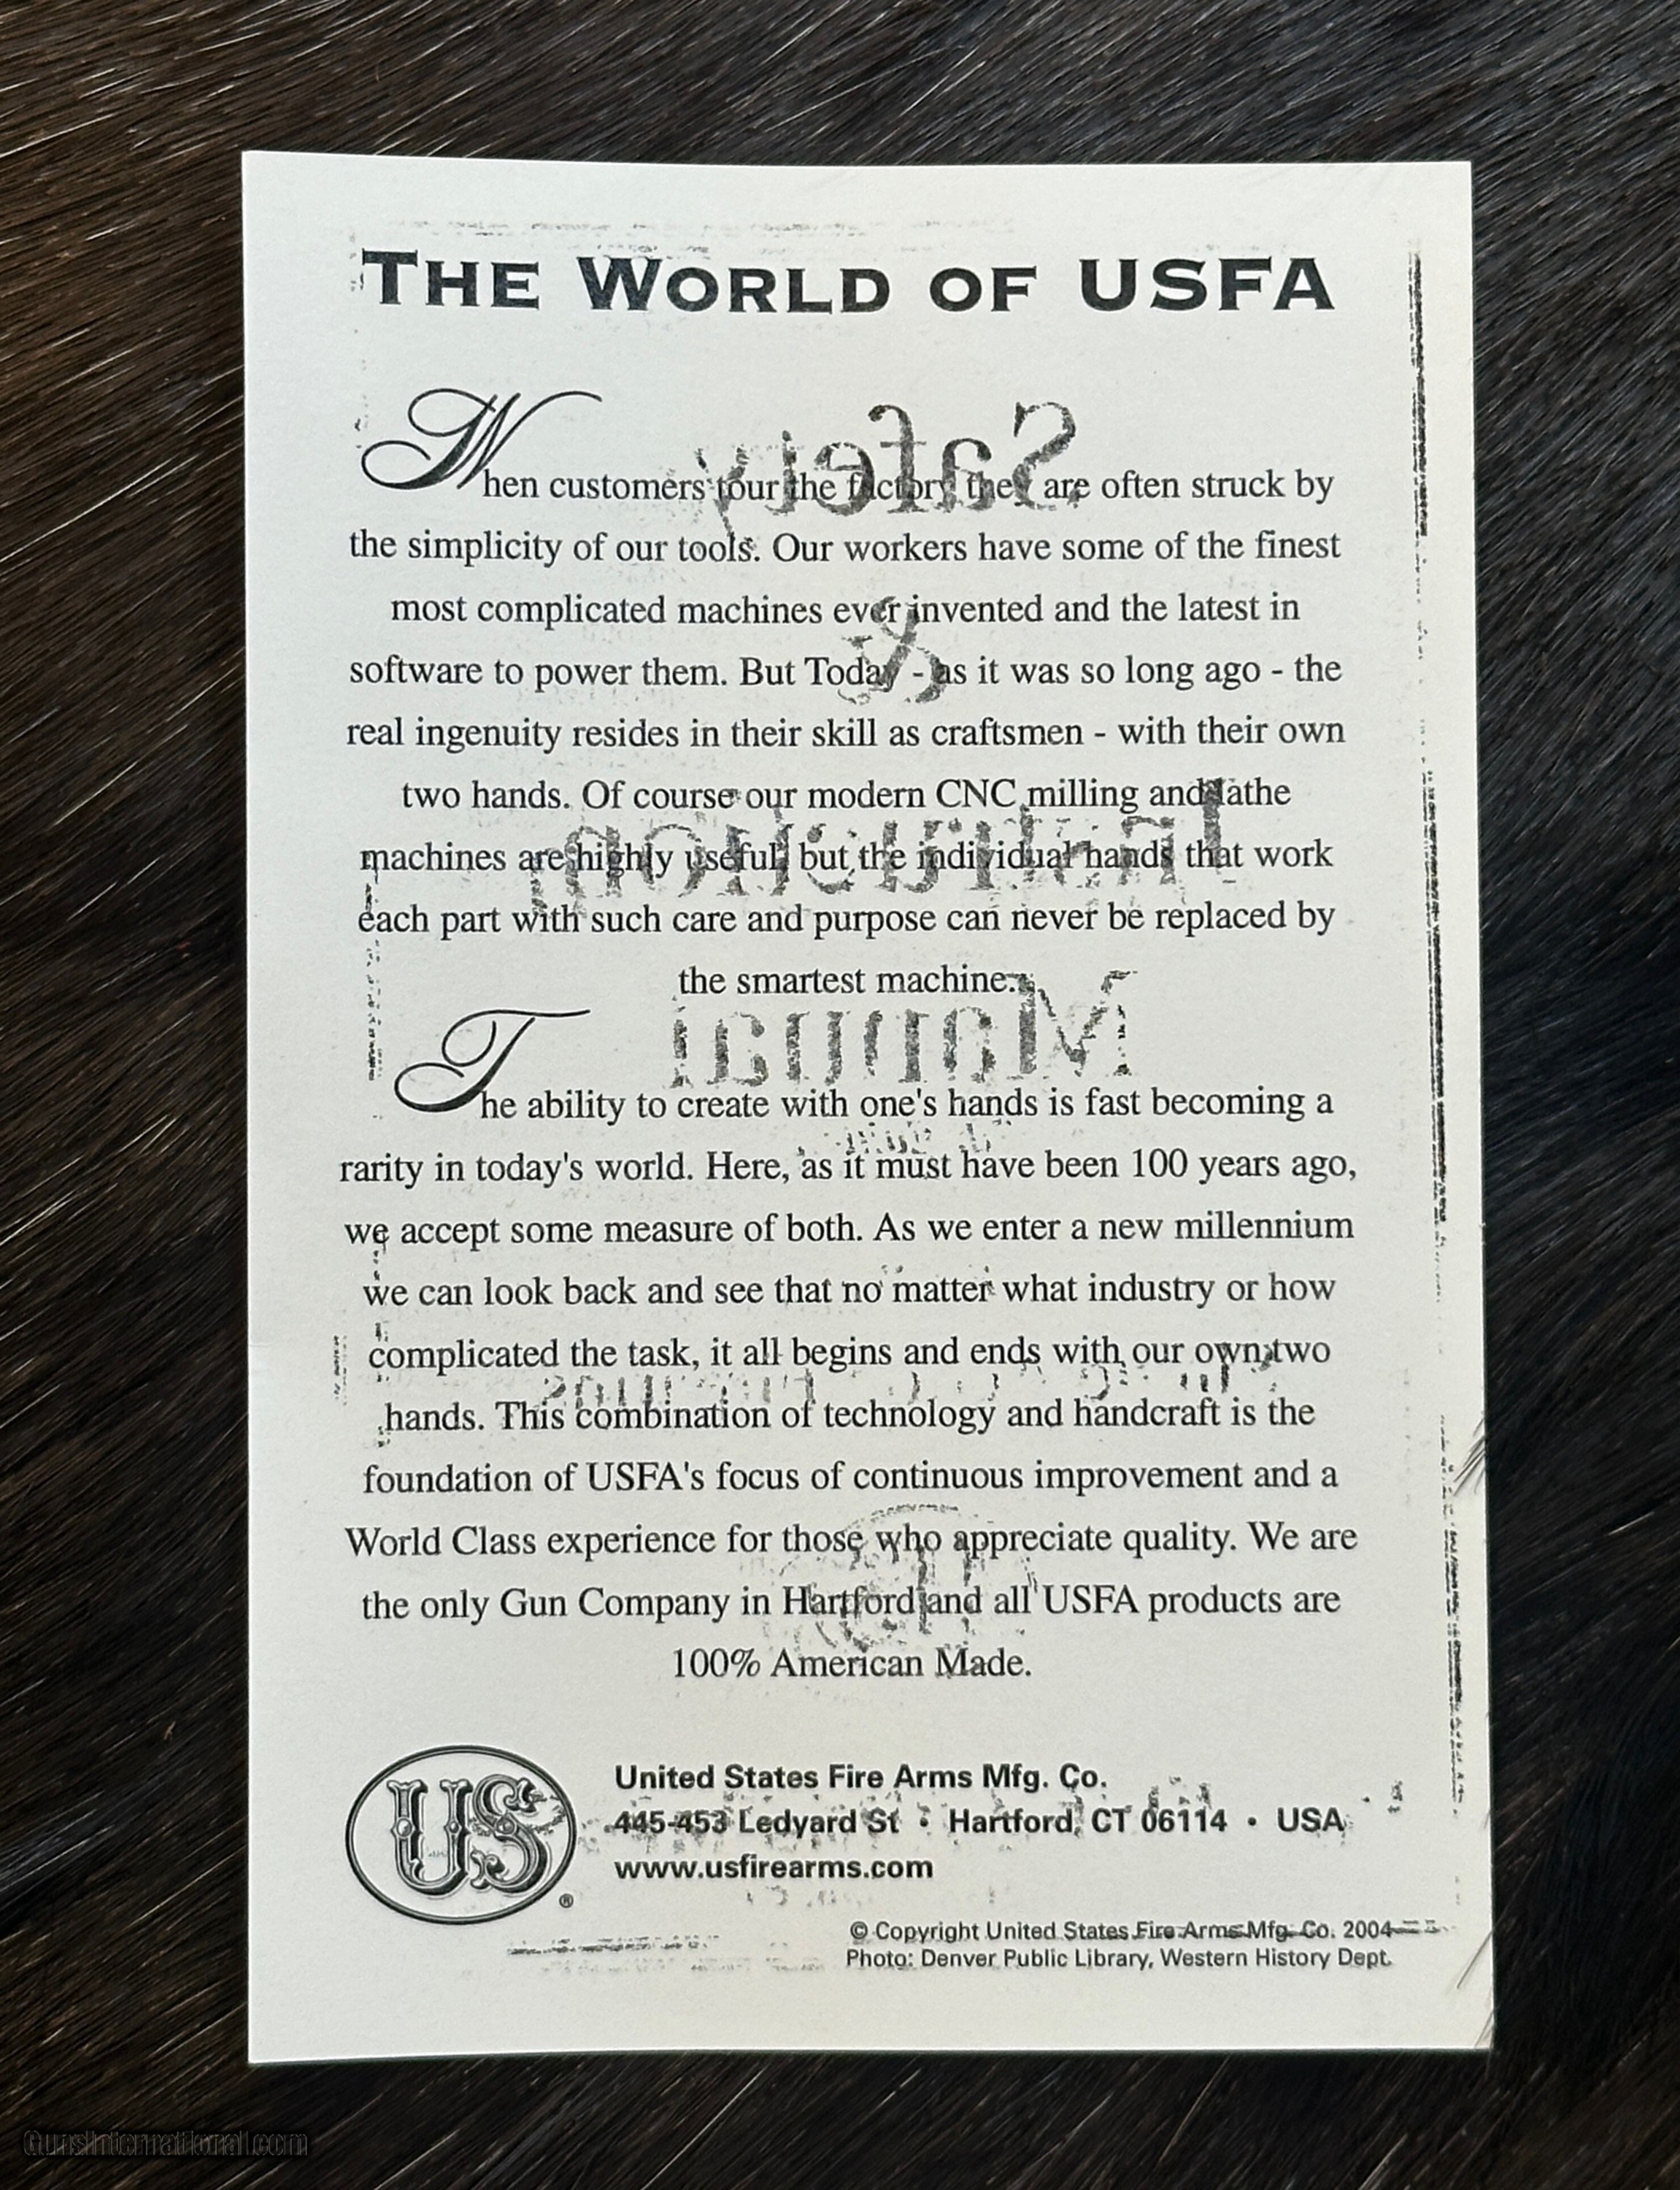 THE WORLD OF USFA
When customers tour the factory they are often struck by
the simplicity of our tools. Our workers have some of the finest
most complicated machines ever invented and the latest in
software to power them. But Today - as it was so long ago - the
real ingenuity resides in their skill as craftsmen - with their own
two hands. Of course our modern CNC milling and lathe
machines are highly useful, but the individual hands that work
each part with such care and purpose can never be replaced by
the smartest machine.
The ability to create with one's hands is fast becoming a
rarity in today's world. Here, as it must have been 100 years ago,
we accept some measure of both. As we enter a new millennium
we can look back and see that no matter what industry or how
complicated the task, it all begins and ends with our own two
hands. This combination of technology and handcraft is the
foundation of USFA's focus of continuous improvement and a
World Class experience for those who appreciate quality. We are
the only Gun Company in Hartford and all USFA products are
100% American Made.
Safety
&
Instruction
Manual
US
®
United States Fire Arms Mfg. Co.
445-453 Ledyard St • Hartford, CT 06114 • USA
www.usfirearms.com
© Copyright United States Fire Arms Mfg. Co. 2004
Photo: Denver Public Library, Western History Dept.
GunsInternational.com